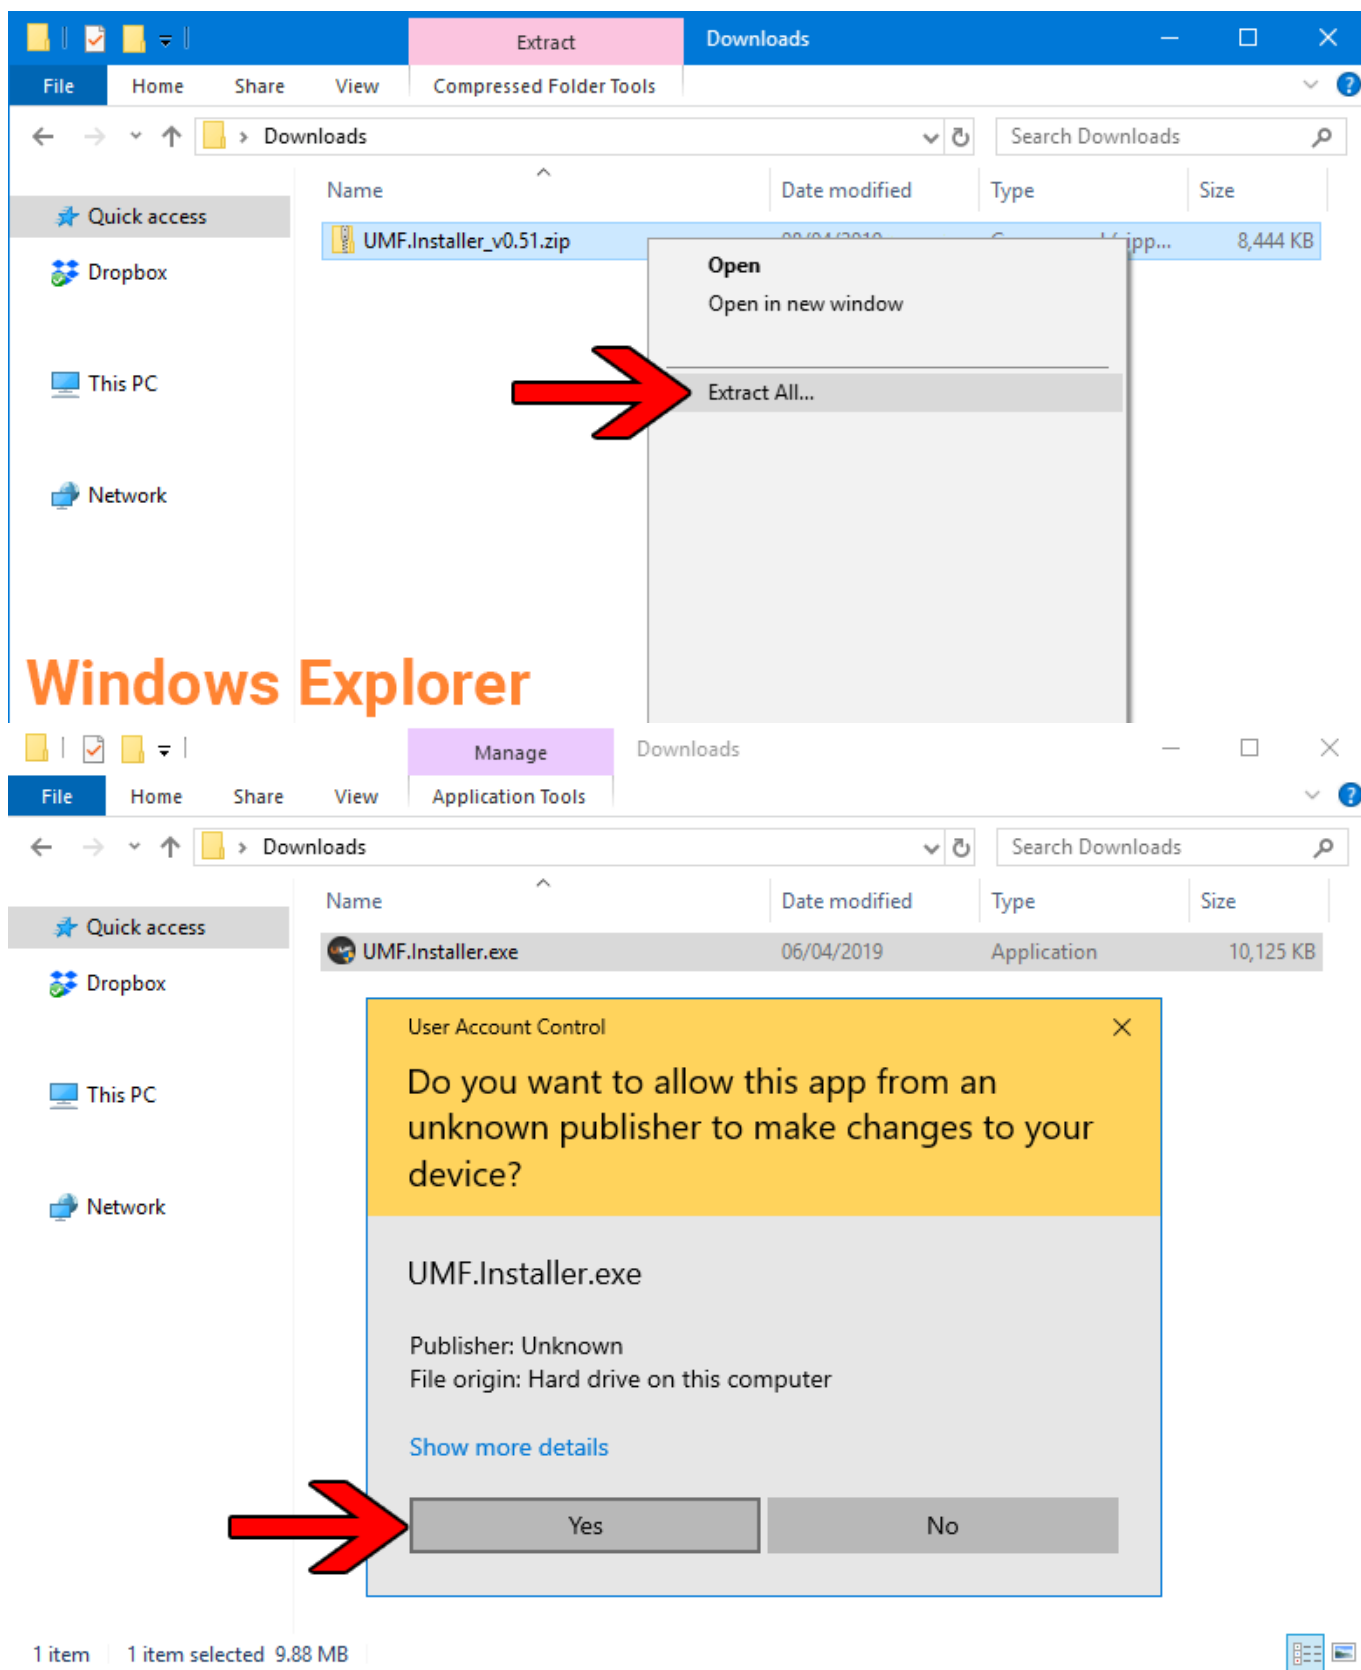 Extract
Downloads
File Home Share View Compressed Folder Tools
Downloads
Search Downloads
Name Date modified Type Size
Quick access
UMF.Installer_v0.51.zip 8,444 KB
Open
Dropbox
Open in new window
This PC
Extract All...
Network
Windows Explorer
Manage
Downloads
File Home Share View Application Tools
Downloads
Search Downloads
Name Date modified Type Size
Quick access
UMF.Installer.exe 06/04/2019 Application 10,125 KB
Dropbox
User Account Control
Do you want to allow this app from an
unknown publisher to make changes to your
device?
This PC
Network
UMF.Installer.exe
Publisher: Unknown
File origin: Hard drive on this computer
Show more details
Yes No
1 item 1 item selected 9.88 MB